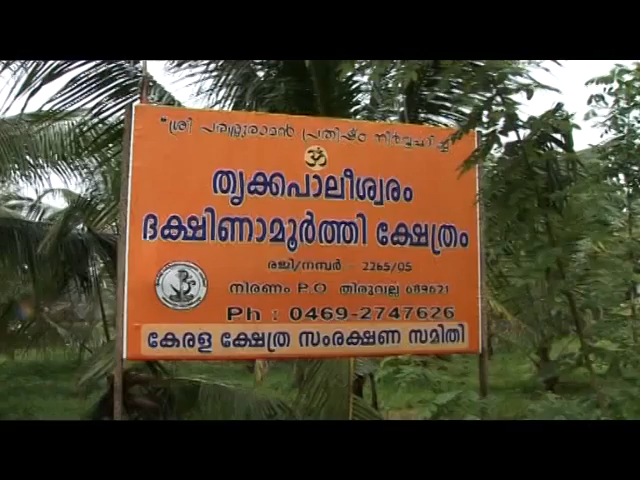 "ശ്രീ പരശുരാമൻ പ്രതിഷ്ഠ നിർവ്വഹിച്ച
ॐ
തൃക്കപാലീശ്വരം
ദക്ഷിണാമൂർത്തി ക്ഷേത്രം
രജി/നമ്പർ - 2265/05
നിരണം P.O തിരുവല്ല 689621
Ph : 0469-2747626
കേരള ക്ഷേത്ര സംരക്ഷണ സമിതി